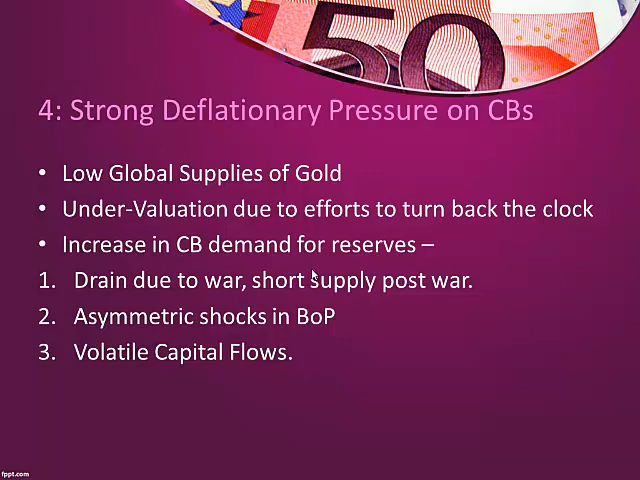 50
4: Strong Deflationary Pressure on CBs
• Low Global Supplies of Gold
• Under-Valuation due to efforts to turn back the clock
• Increase in CB demand for reserves –
1. Drain due to war, short supply post war.
2. Asymmetric shocks in BoP
3. Volatile Capital Flows.
fppt.com